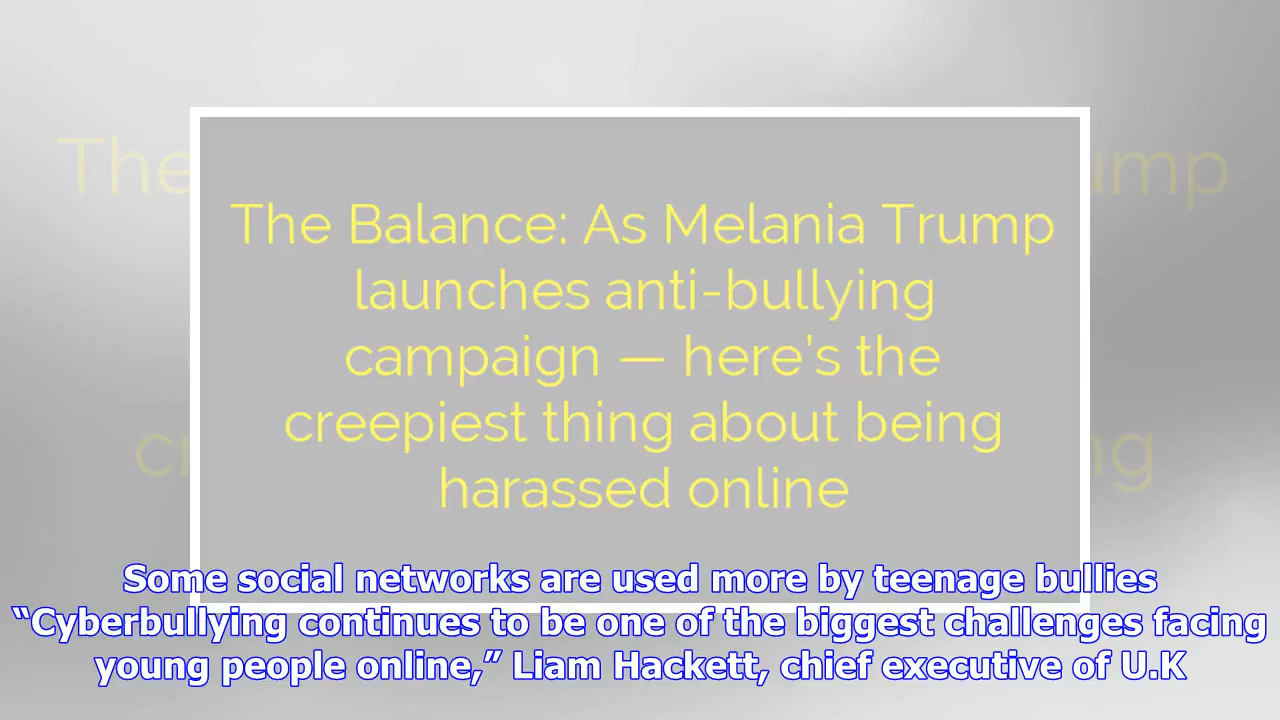 The Balance: As Melania Trump
launches anti-bullying
campaign — here’s the
creepiest thing about being
harassed online
Some social networks are used more by teenage bullies
“Cyberbullying continues to be one of the biggest challenges facing
young people online,” Liam Hackett, chief executive of U.K